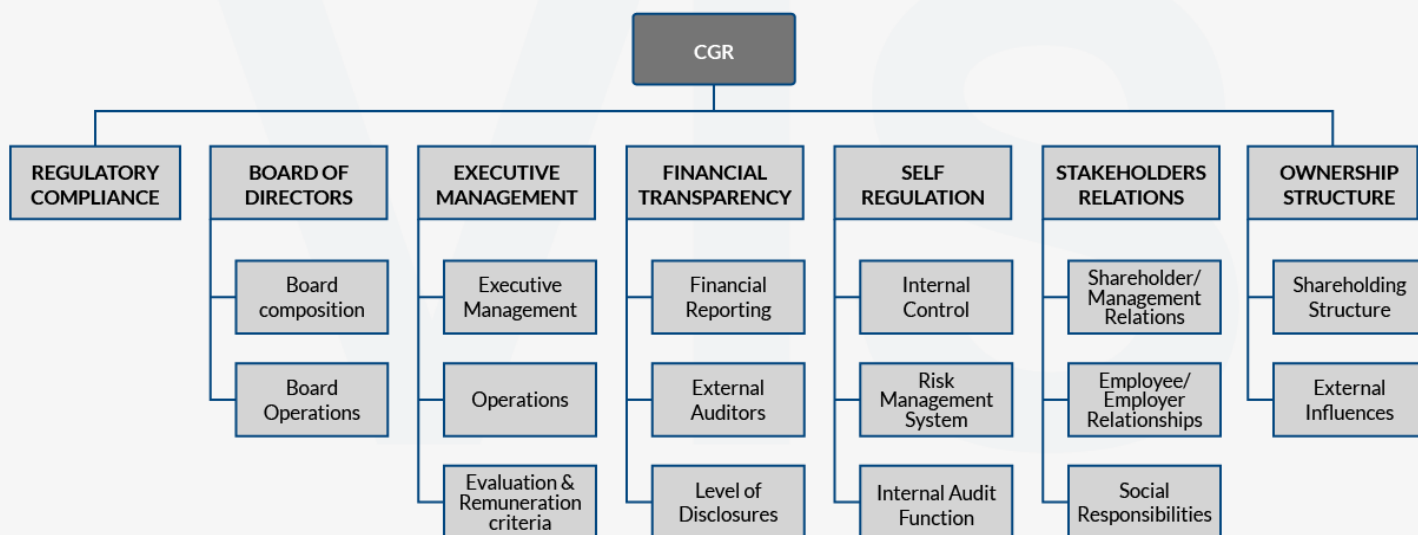 CGR
REGULATORY
COMPLIANCE
BOARD OF
DIRECTORS
Board
composition
Board
Operations
EXECUTIVE
MANAGEMENT
Executive
Management
Operations
Evaluation &
Remuneration
criteria
FINANCIAL
TRANSPARENCY
Financial
Reporting
External
Auditors
Level of
Disclosures
SELF
REGULATION
Internal
Control
Risk
Management
System
Internal Audit
Function
STAKEHOLDERS
RELATIONS
Shareholder/
Management
Relations
Employee/
Employer
Relationships
Social
Responsibilities
OWNERSHIP
STRUCTURE
Shareholding
Structure
External
Influences
VIS